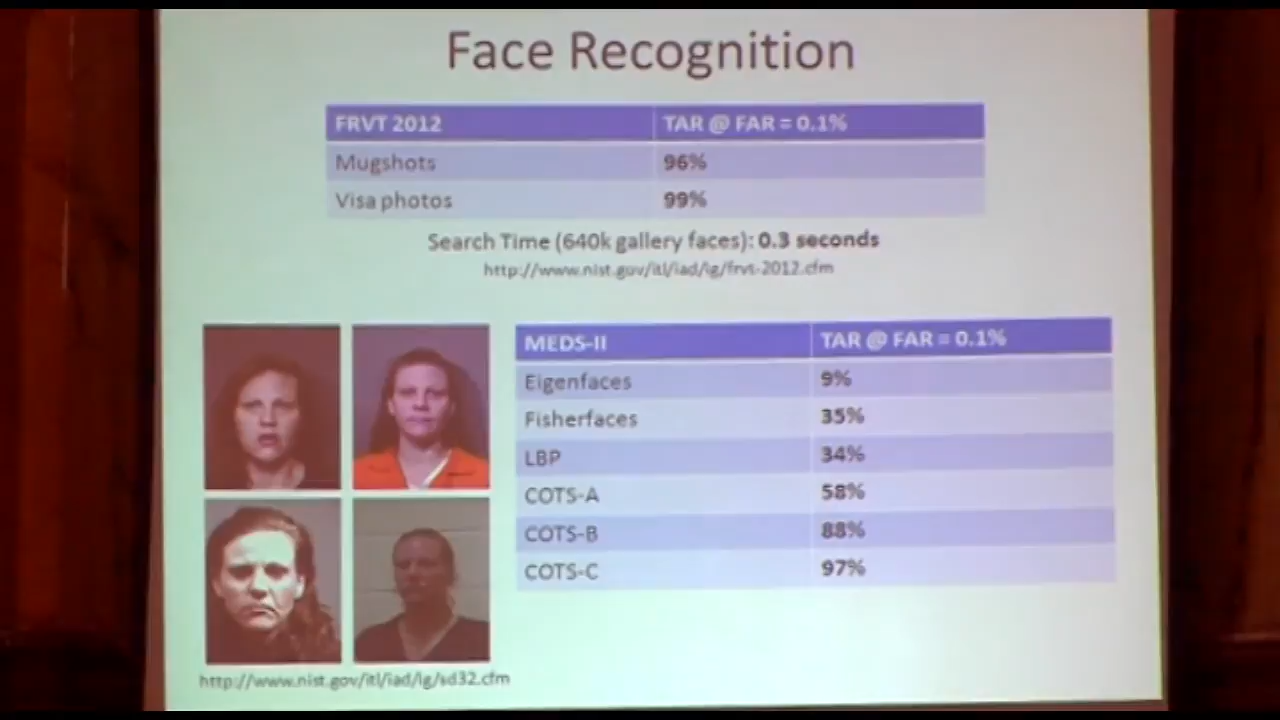 Face Recognition
FRVT 2012 TAR @ FAR = 0.1%
Mugshots 96%
Visa photos 99%
Search Time (640k gallery faces): 0.3 seconds
http://www.nist.gov/itl/iad/ig/frvt-2012.cfm
MEDS-II TAR @ FAR = 0.1%
Eigenfaces 9%
Fisherfaces 35%
LBP 34%
COTS-A 58%
COTS-B 88%
COTS-C 97%
http://www.nist.gov/itl/iad/ig/sd32.cfm